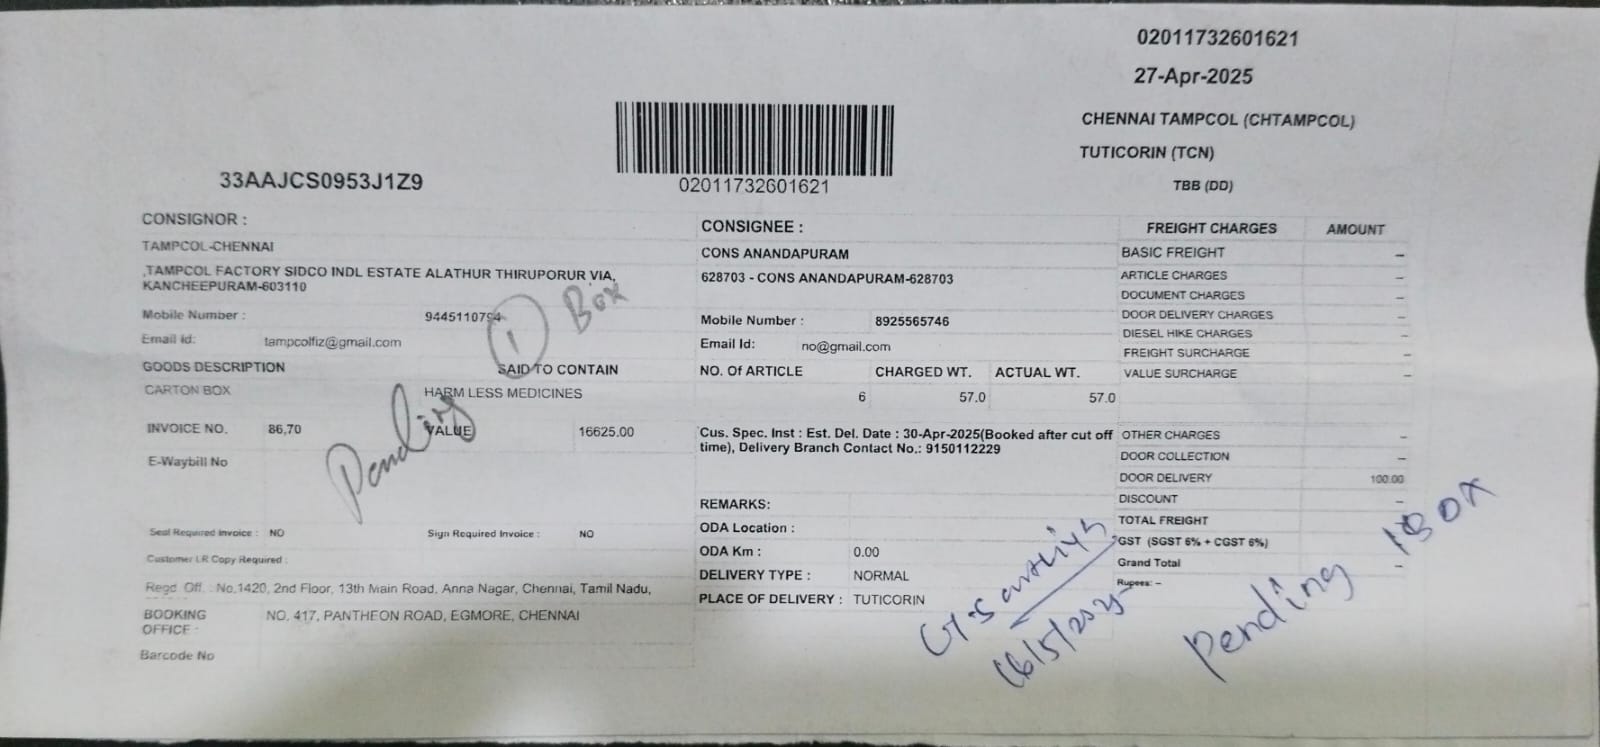 02011732601621
27-Apr-2025
CHENNAI TAMPCOL (CHTAMPCOL)
TUTICORIN (TCN)
TBB (DD)
02011732601621
33AAJCS0953J1Z9
CONSIGNOR :
TAMPCOL-CHENNAI
,TAMPCOL FACTORY SIDCO INDL ESTATE ALATHUR THIRUPORUR VIA,
KANCHEEPURAM-603110
Mobile Number : 9445110794
Email Id: tampcolfiz@gmail.com
1 Box
GOODS DESCRIPTION SAID TO CONTAIN
CARTON BOX HARM LESS MEDICINES
Pending
INVOICE NO. 86,70 VALUE 16625.00
E-Waybill No
Seal Required Invoice : NO Sign Required Invoice : NO
Customer LR Copy Required :
Regd. Off. : No.1420, 2nd Floor, 13th Main Road, Anna Nagar, Chennai, Tamil Nadu,
BOOKING OFFICE : NO. 417, PANTHEON ROAD, EGMORE, CHENNAI
Barcode No
CONSIGNEE :
CONS ANANDAPURAM
628703 - CONS ANANDAPURAM-628703
Mobile Number : 8925565746
Email Id: no@gmail.com
NO. Of ARTICLE CHARGED WT. ACTUAL WT.
6 57.0 57.0
Cus. Spec. Inst : Est. Del. Date : 30-Apr-2025(Booked after cut off
time), Delivery Branch Contact No.: 9150112229
REMARKS:
ODA Location :
ODA Km : 0.00
DELIVERY TYPE : NORMAL
PLACE OF DELIVERY : TUTICORIN
FREIGHT CHARGES AMOUNT
BASIC FREIGHT –
ARTICLE CHARGES –
DOCUMENT CHARGES –
DOOR DELIVERY CHARGES –
DIESEL HIKE CHARGES –
FREIGHT SURCHARGE –
VALUE SURCHARGE –
OTHER CHARGES –
DOOR COLLECTION –
DOOR DELIVERY 100.00
DISCOUNT –
TOTAL FREIGHT
GST (SGST 6% + CGST 6%)
Grand Total –
Rupees: –
Pending 1 BOX